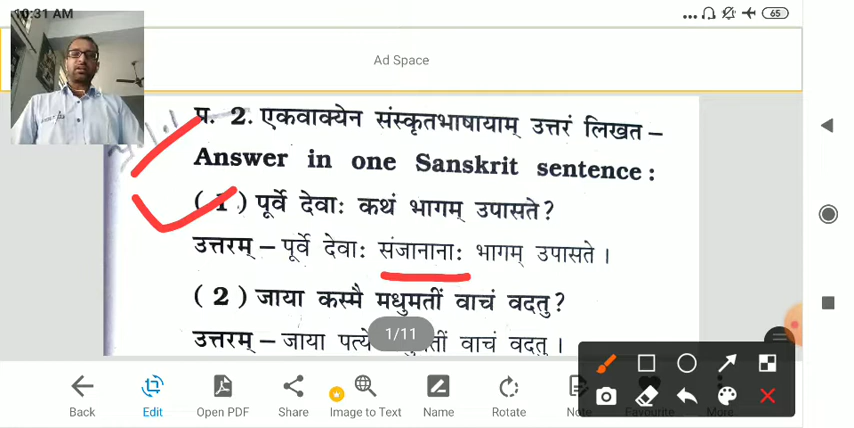 10:31 AM
65
Ad Space
प्र. 2. एकवाक्येन संस्कृतभाषायाम् उत्तरं लिखत –
Answer in one Sanskrit sentence :
( 1 ) पूर्वे देवाः कथं भागम् उपासते?
उत्तरम् – पूर्वे देवाः संजानानाः भागम् उपासते ।
( 2 ) जाया कस्मै मधुमतीं वाचं वदतु?
1/11
उत्तरम् – जाया पत्ये वाचं वदतु ।
Back Edit Open PDF Share Image to Text Name Rotate Note Favourite More